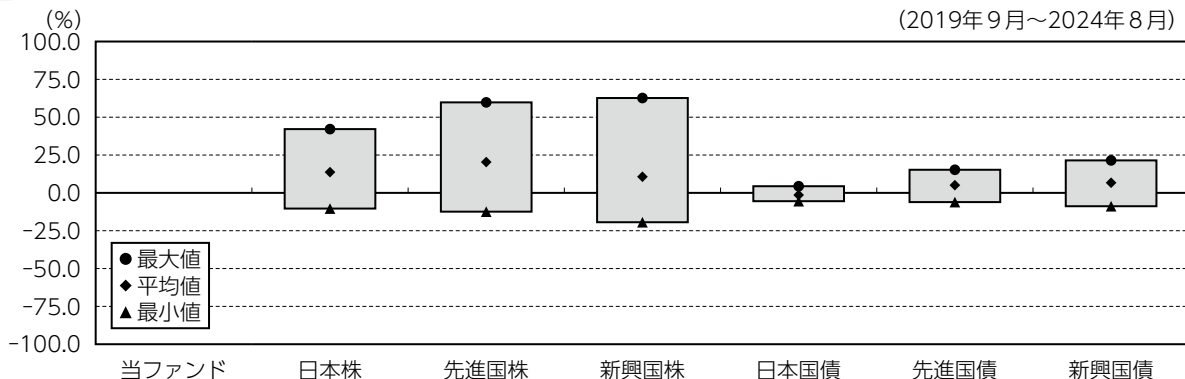 (%)
(2019年9月～2024年8月)
100.0
75.0
50.0
25.0
0.0
-25.0
-50.0
-75.0
-100.0
●最大値
◆平均値
▲最小値
当ファンド 日本株 先進国株 新興国株 日本国債 先進国債 新興国債